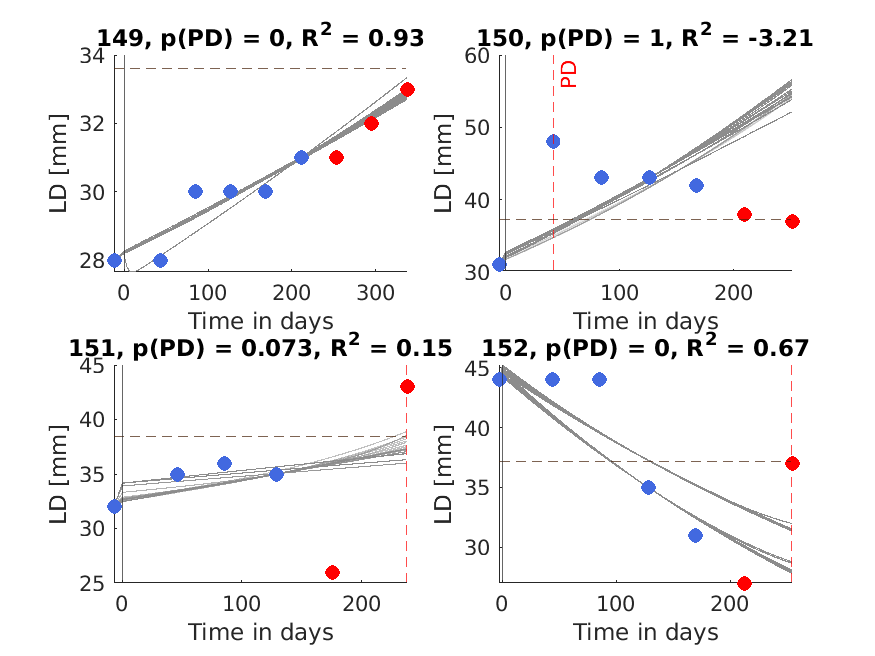 149, p(PD) = 0, R² = 0.93
34
32
30
28
LD [mm]
0
100
200
300
Time in days
150, p(PD) = 1, R² = -3.21
60
50
40
30
LD [mm]
PD
0
200
Time in days
151, p(PD) = 0.073, R² = 0.15
45
40
35
30
25
LD [mm]
0
100
200
Time in days
152, p(PD) = 0, R² = 0.67
45
40
35
30
LD [mm]
0
100
200
Time in days